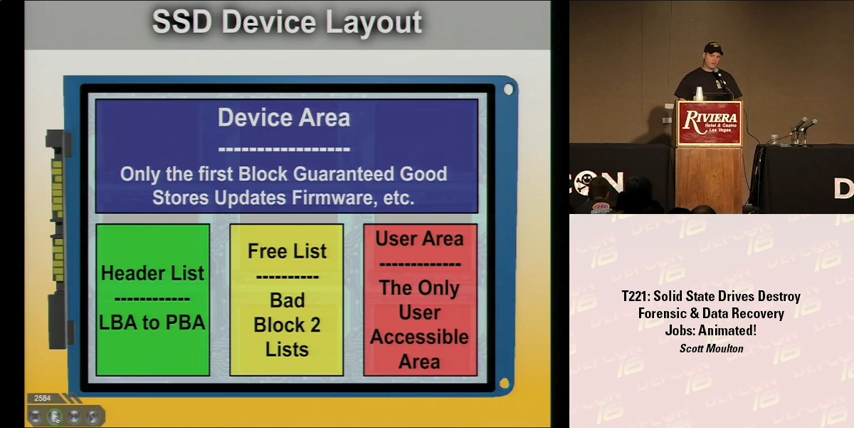 SSD Device Layout
Device Area
------------------
Only the first Block Guaranteed Good
Stores Updates Firmware, etc.
Header List
------------
LBA to PBA
Free List
----------
Bad
Block 2
Lists
User Area
-------------
The Only
User
Accessible
Area
2584
RIVIERA
Hotel & Casino
Las Vegas
CON
D
T221: Solid State Drives Destroy
Forensic & Data Recovery
Jobs: Animated!
Scott Moulton